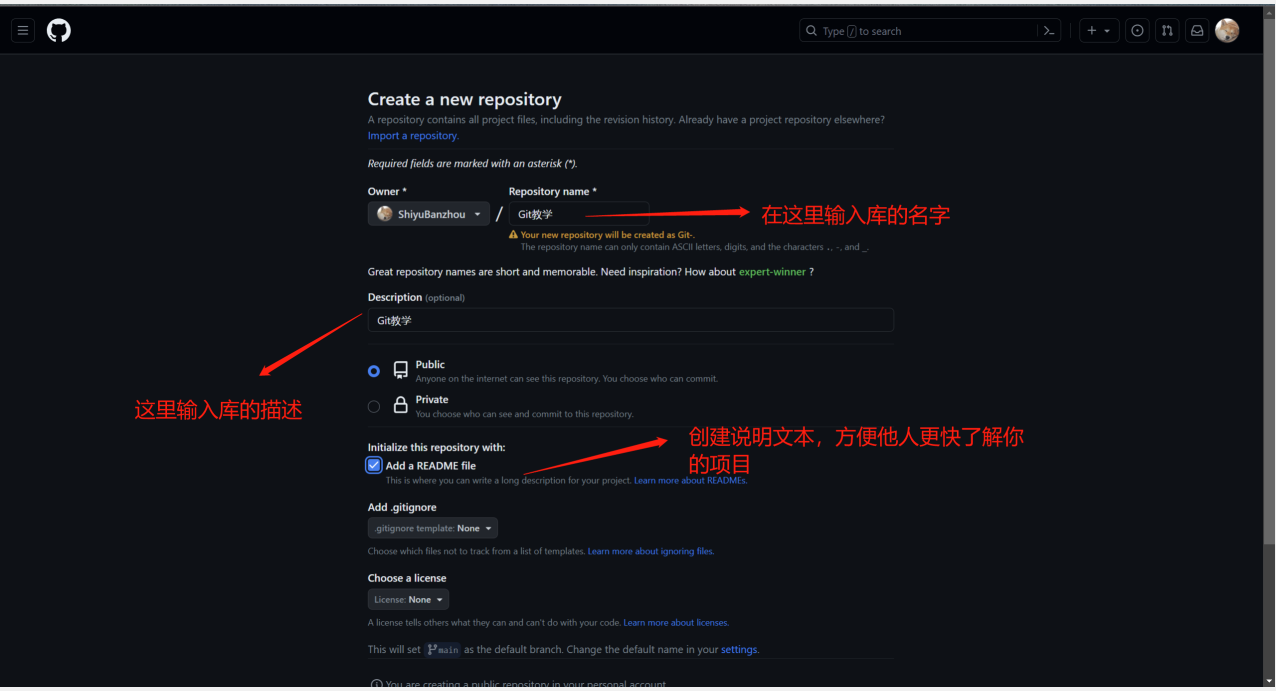 Type / to search
Create a new repository
A repository contains all project files, including the revision history. Already have a project repository elsewhere?
Import a repository.
Required fields are marked with an asterisk (*).
Owner *
Repository name *
ShiyuBanzhou
/
Git教学
在这里输入库的名字
Your new repository will be created as Git-.
The repository name can only contain ASCII letters, digits, and the characters ., -, and _.
Great repository names are short and memorable. Need inspiration? How about expert-winner ?
Description (optional)
Git教学
这里输入库的描述
Public
Anyone on the internet can see this repository. You choose who can commit.
Private
You choose who can see and commit to this repository.
创建说明文本，方便他人更快了解你
的项目
Initialize this repository with:
Add a README file
This is where you can write a long description for your project. Learn more about READMEs.
Add .gitignore
.gitignore template: None
Choose which files not to track from a list of templates. Learn more about ignoring files.
Choose a license
License: None
A license tells others what they can and can't do with your code. Learn more about licenses.
This will set main as the default branch. Change the default name in your settings.
You are creating a public repository in your personal account.